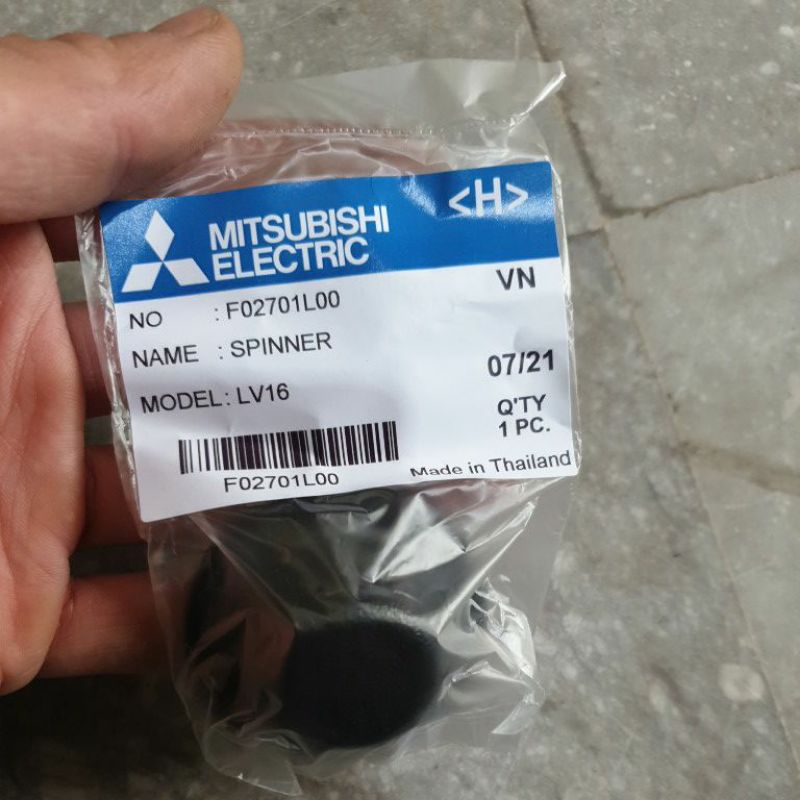 MITSUBISHI
ELECTRIC
<H>
VN
NO : F02701L00
NAME : SPINNER
07/21
MODEL: LV16
Q'TY
1 PC.
F02701L00
Made in Thailand